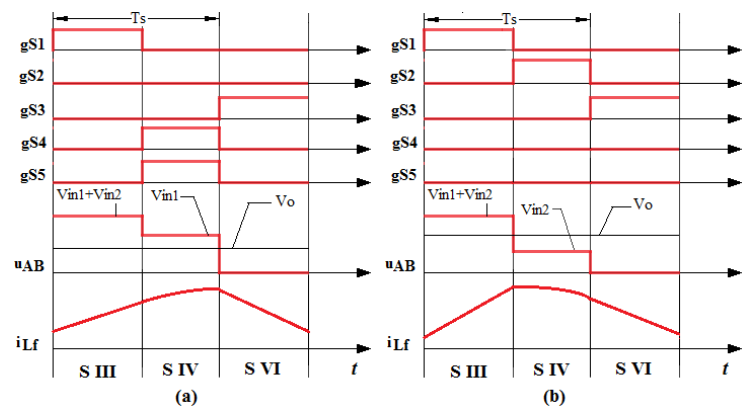 Ts
gS1
gS2
gS3
gS4
gS5
Vin1+Vin2
Vin1
Vo
uAB
iLf
S III
S IV
S VI
t
(a)
Ts
gS1
gS2
gS3
gS4
gS5
Vin1+Vin2
Vin2
Vo
uAB
iLf
S III
S IV
S VI
t
(b)